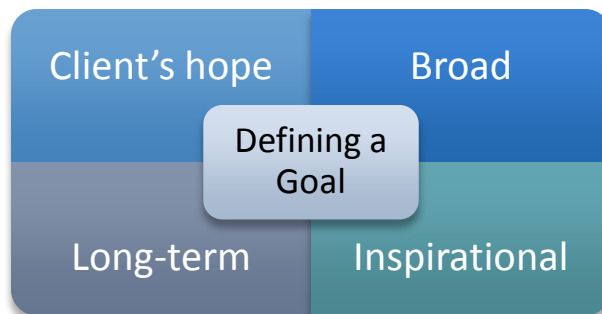 Client’s hope
Broad
Defining a
Goal
Long-term
Inspirational